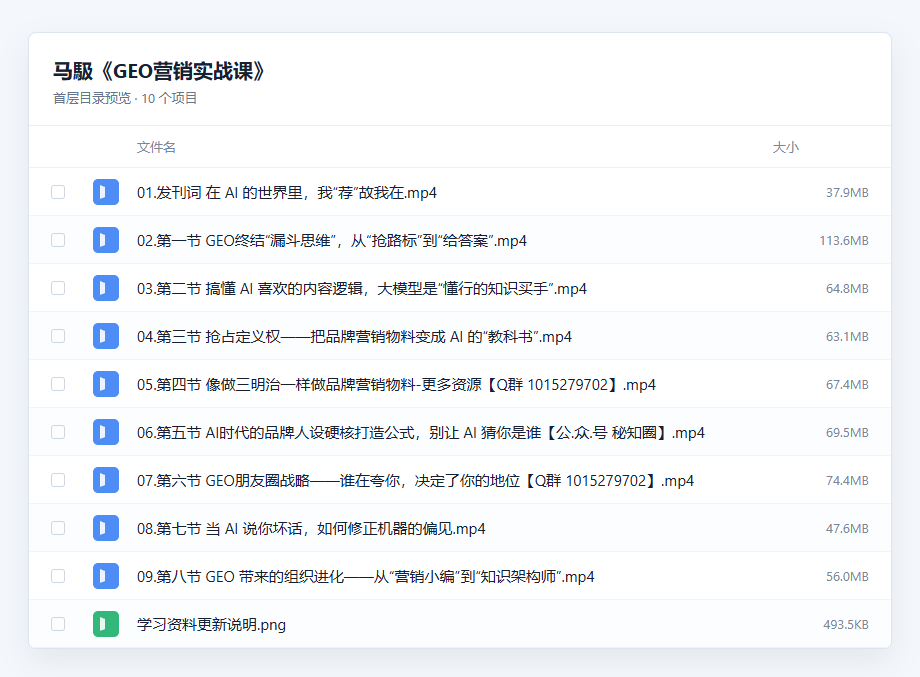 马馺《GEO营销实战课》
首层目录预览 · 10 个项目
文件名 大小
01.发刊词 在 AI 的世界里，我“荐”故我在.mp4 37.9MB
02.第一节 GEO终结“漏斗思维”，从“抢路标”到“给答案”.mp4 113.6MB
03.第二节 搞懂 AI 喜欢的内容逻辑，大模型是“懂行的知识买手”.mp4 64.8MB
04.第三节 抢占定义权——把品牌营销物料变成 AI 的“教科书”.mp4 63.1MB
05.第四节 像做三明治一样做品牌营销物料-更多资源【Q群 1015279702】.mp4 67.4MB
06.第五节 AI时代的品牌人设硬核打造公式，别让 AI 猜你是谁【公.众.号 秘知圈】.mp4 69.5MB
07.第六节 GEO朋友圈战略——谁在夸你，决定了你的地位【Q群 1015279702】.mp4 74.4MB
08.第七节 当 AI 说你坏话，如何修正机器的偏见.mp4 47.6MB
09.第八节 GEO 带来的组织进化——从“营销小编”到“知识架构师”.mp4 56.0MB
学习资料更新说明.png 493.5KB